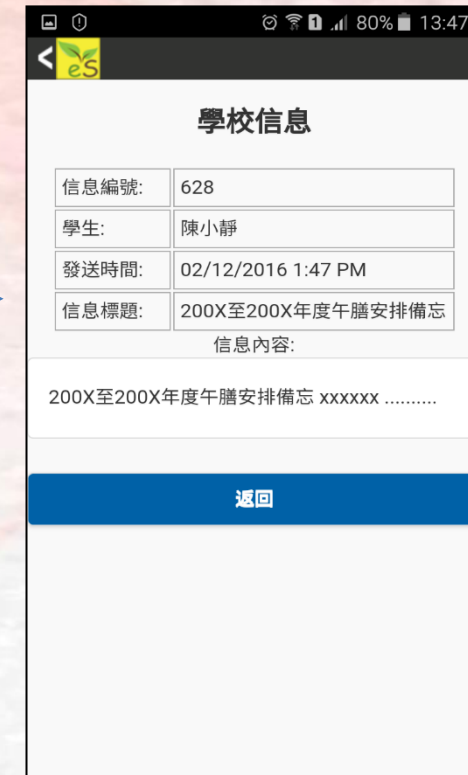 80% 13:47
eS
學校信息
信息編號: 628
學生: 陳小靜
發送時間: 02/12/2016 1:47 PM
信息標題: 200X至200X年度午膳安排備忘
信息內容:
200X至200X年度午膳安排備忘 xxxxxx ..........
返回